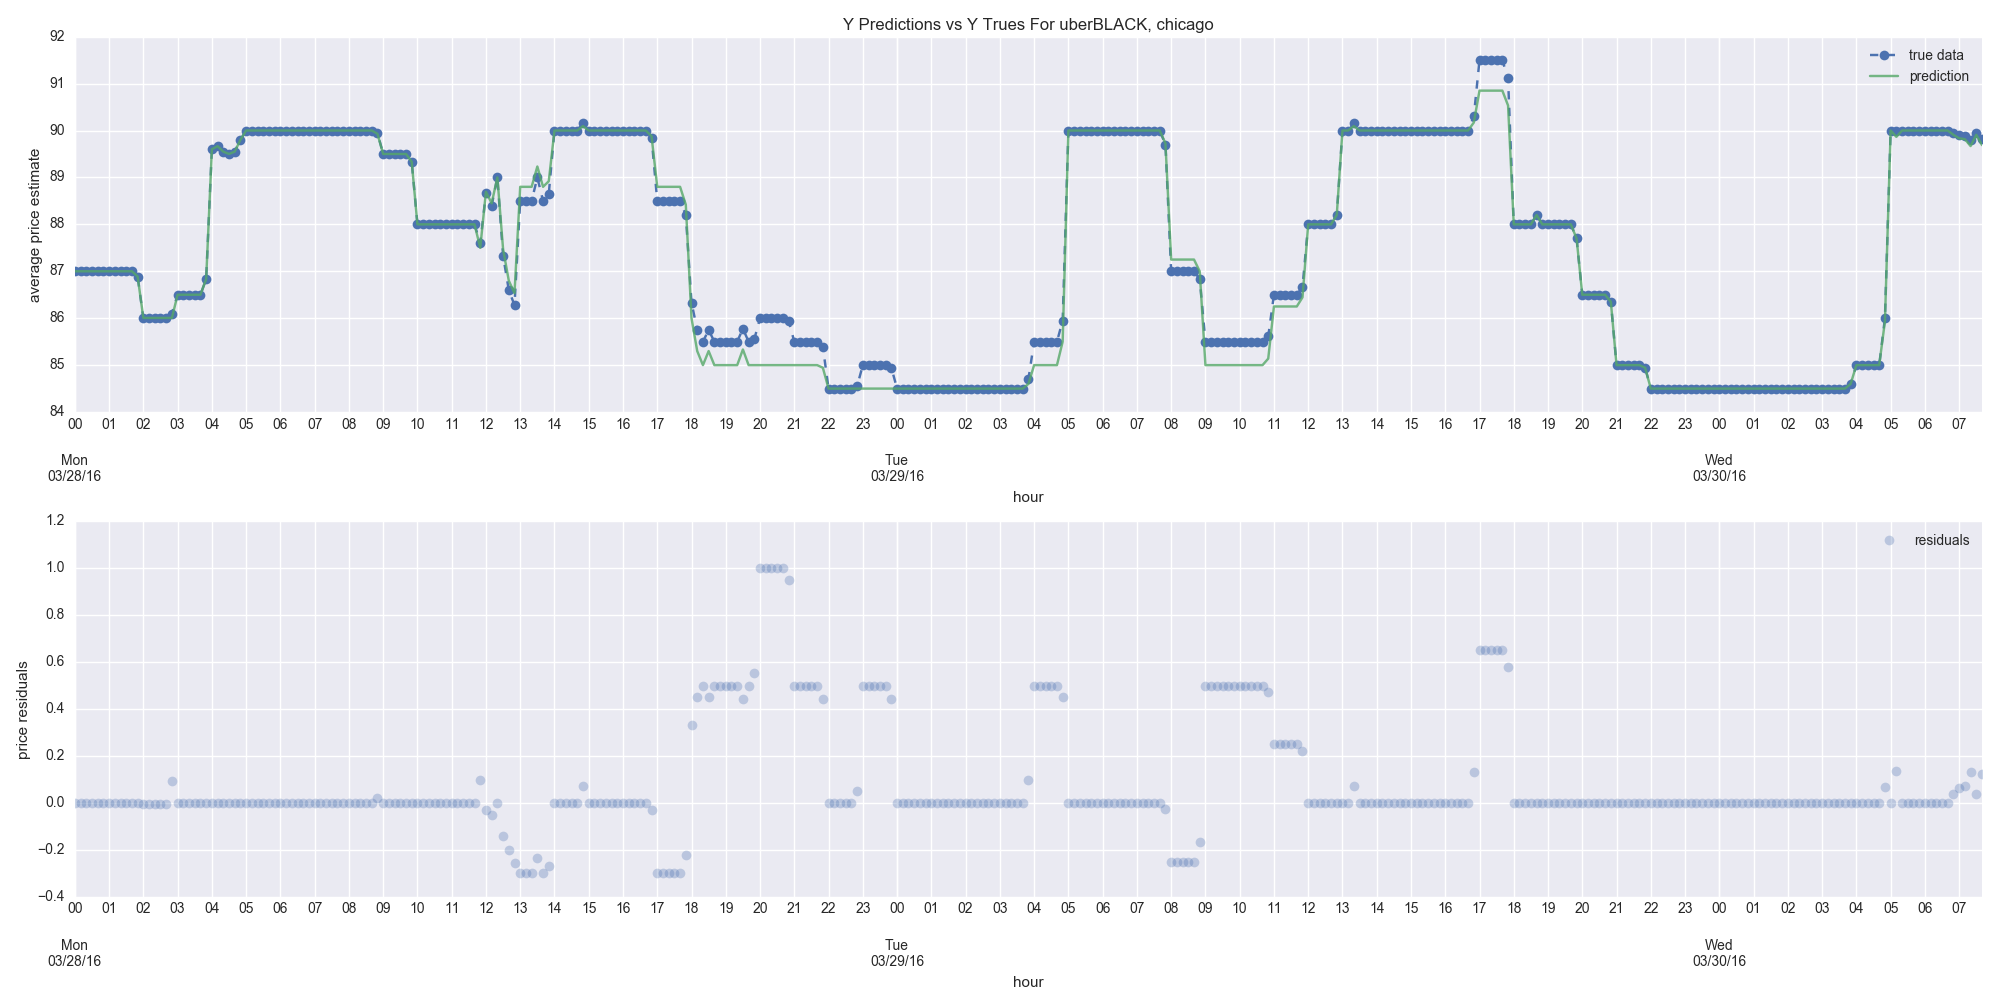 Y Predictions vs Y Trues For uberBLACK, chicago
92
91
90
89
88
87
86
85
84
average price estimate
true data
prediction
00 01 02 03 04 05 06 07 08 09 10 11 12 13 14 15 16 17 18 19 20 21 22 23 00 01 02 03 04 05 06 07 08 09 10 11 12 13 14 15 16 17 18 19 20 21 22 23 00 01 02 03 04 05 06 07
Mon Tue Wed
03/28/16 03/29/16 03/30/16
hour
1.2
1.0
0.8
0.6
0.4
0.2
0.0
−0.2
−0.4
price residuals
residuals
00 01 02 03 04 05 06 07 08 09 10 11 12 13 14 15 16 17 18 19 20 21 22 23 00 01 02 03 04 05 06 07 08 09 10 11 12 13 14 15 16 17 18 19 20 21 22 23 00 01 02 03 04 05 06 07
Mon Tue Wed
03/28/16 03/29/16 03/30/16
hour